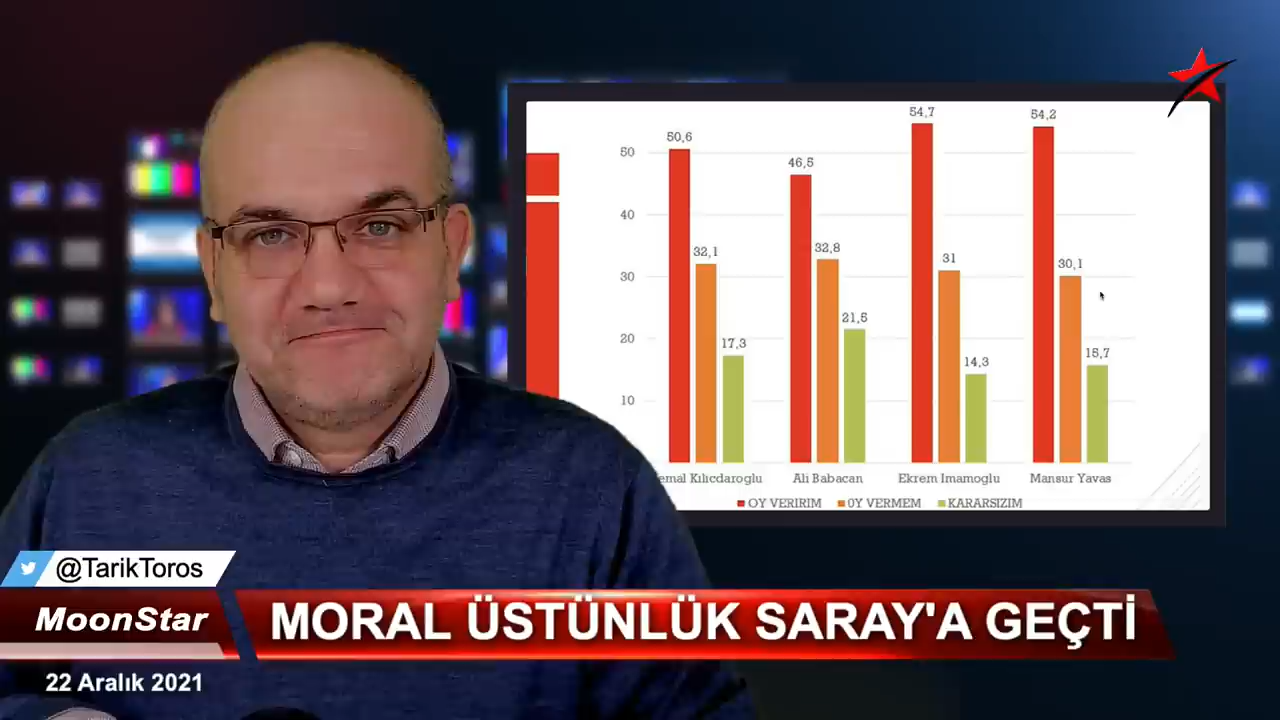 54,7
54,2
50,6
46,5
50
40
32,1
32,8
31
30,1
30
21,5
20
17,3
14,3
15,7
10
emal Kılıcdaroglu
Ali Babacan
Ekrem Imamoglu
Mansur Yavas
OY VERIRIM
OY VERMEM
KARARSIZIM
@TarikToros
MoonStar
MORAL ÜSTÜNLÜK SARAY'A GEÇTİ
22 Aralık 2021